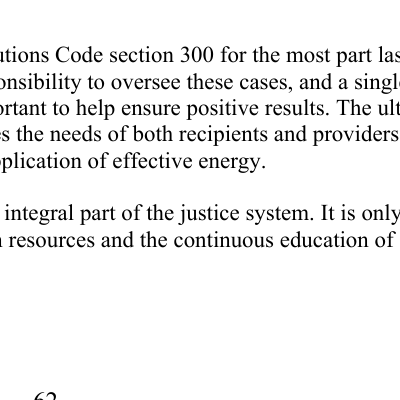 utions Code section 300 for the most part las
onsibility to oversee these cases, and a singl
ortant to help ensure positive results. The ult
es the needs of both recipients and providers
plication of effective energy.
integral part of the justice system. It is only
resources and the continuous education of
62